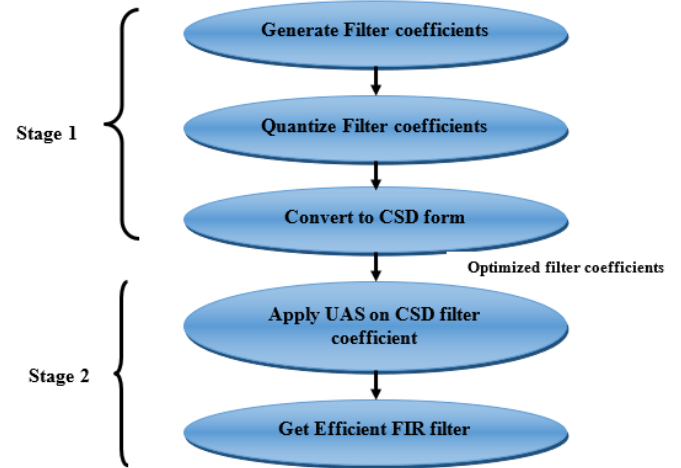 Generate Filter coefficients
Stage 1
Quantize Filter coefficients
Convert to CSD form
Optimized filter coefficients
Apply UAS on CSD filter
coefficient
Stage 2
Get Efficient FIR filter